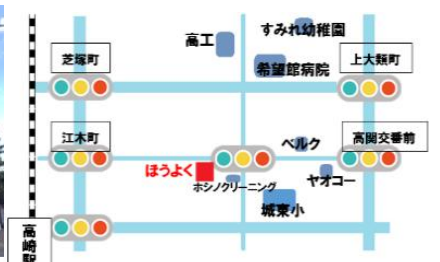 すみれ幼稚園
高工
芝塚町
希望館病院
上大類町
江木町
ベルク
高関交番前
ほうよく
ホシノクリーニング
ヤオコー
城東小
高崎駅